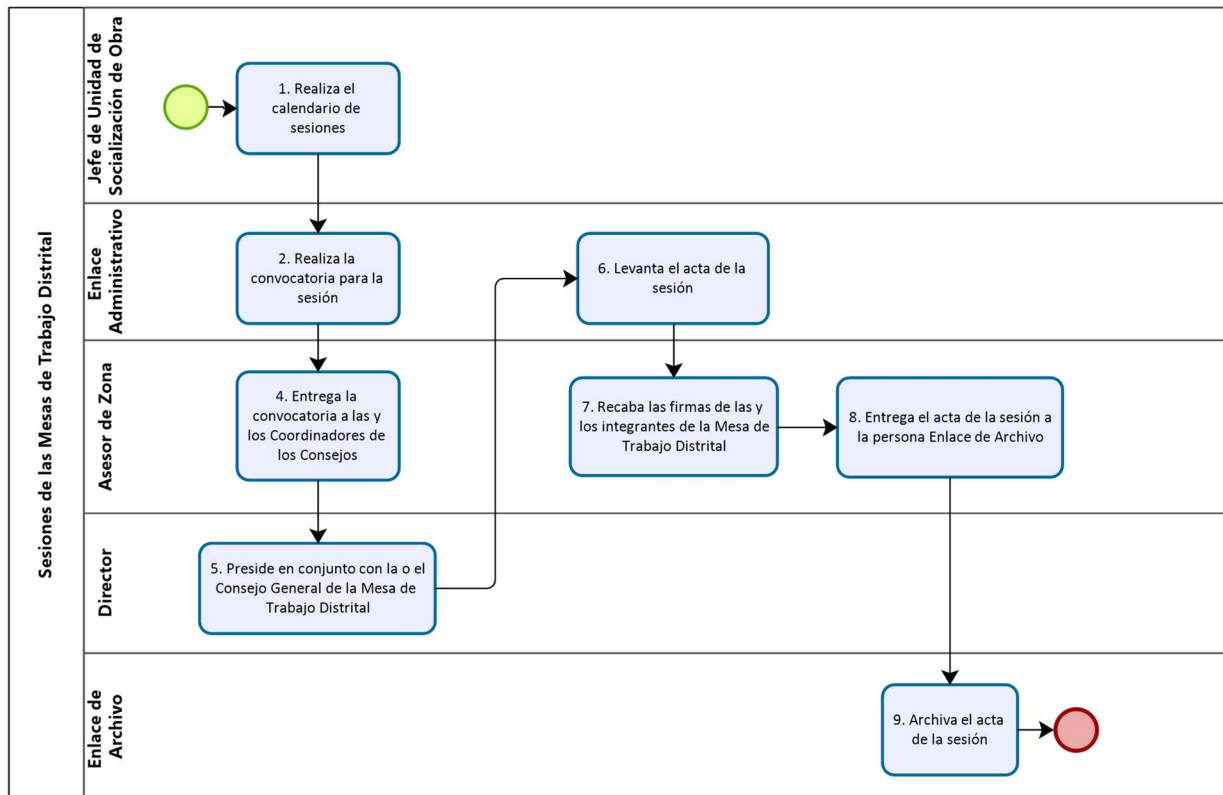 Sesiones de las Mesas de Trabajo Distrital
Jefe de Unidad de
Socialización de Obra
1. Realiza el
calendario de
sesiones
Enlace
Administrativo
2. Realiza la
convocatoria para la
sesión
6. Levanta el acta de la
sesión
Asesor de Zona
4. Entrega la
convocatoria a las y
los Coordinadores de
los Consejos
7. Recaba las firmas de las y
los integrantes de la Mesa de
Trabajo Distrital
8. Entrega el acta de la sesión a
la persona Enlace de Archivo
Director
5. Preside en conjunto con la o el
Consejo General de la Mesa de
Trabajo Distrital
Enlace de
Archivo
9. Archiva el acta
de la sesión